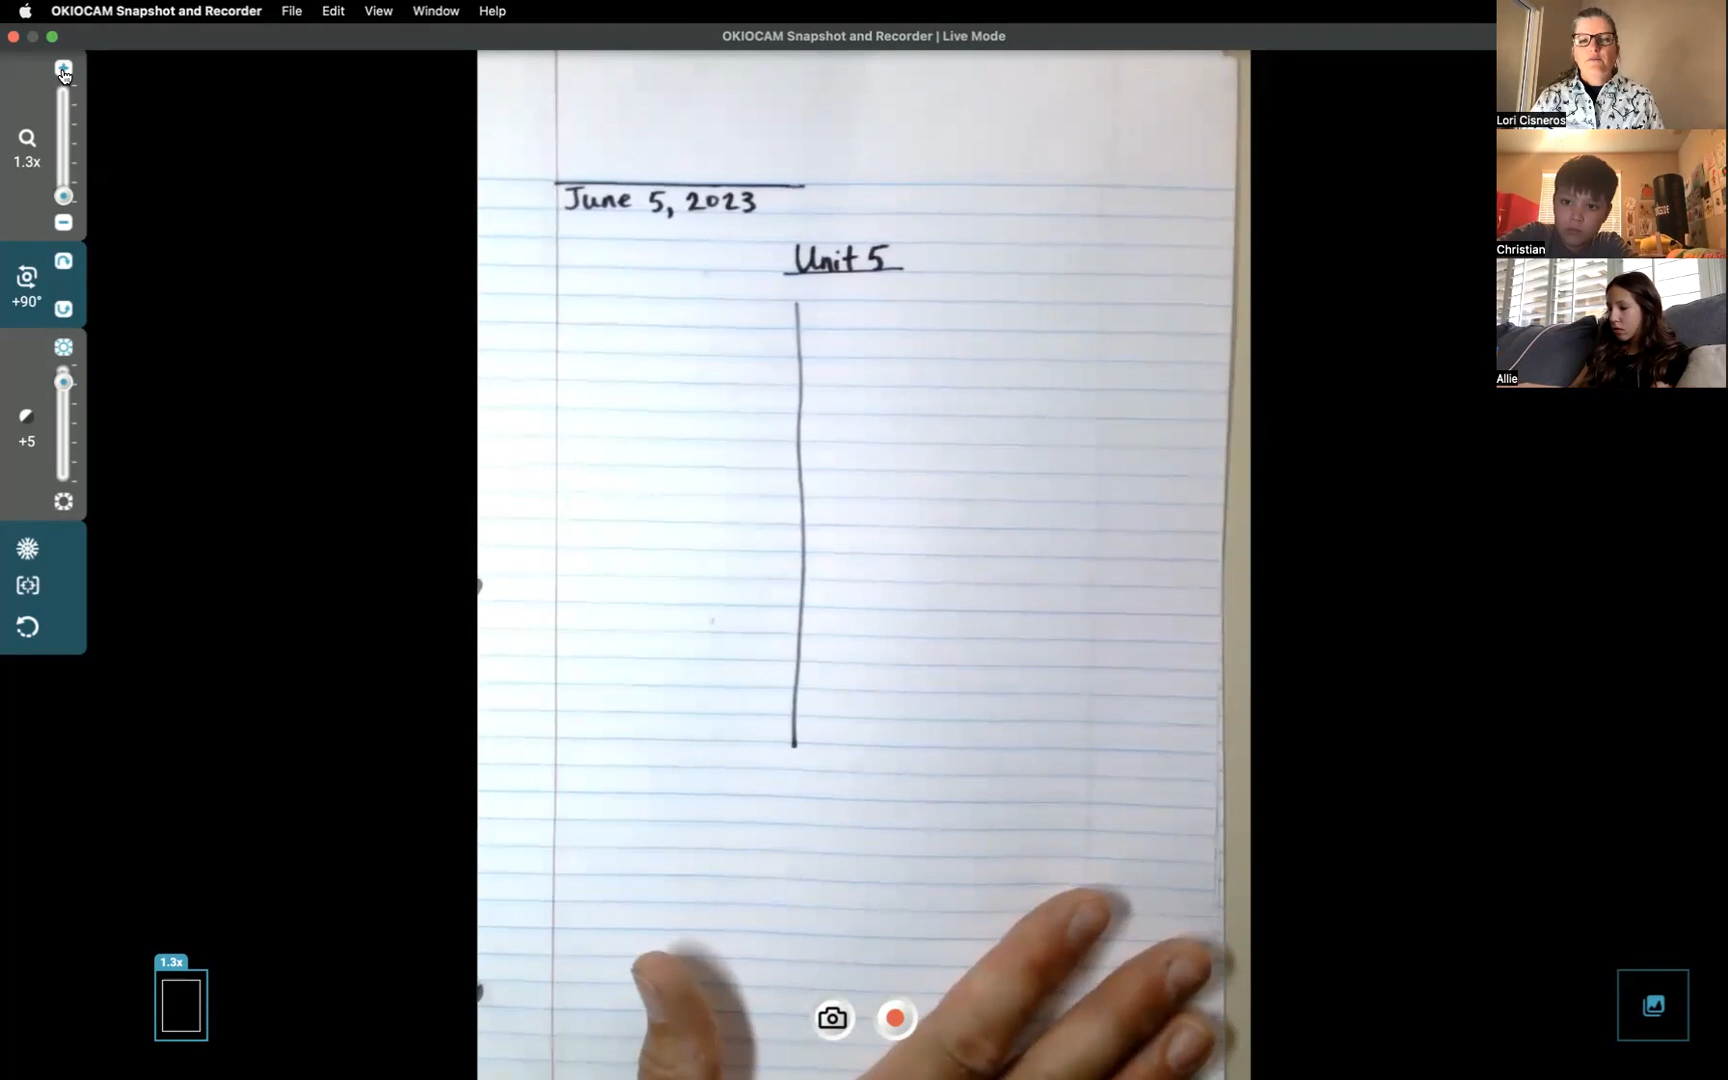 OKIOCAM Snapshot and Recorder File Edit View Window Help
OKIOCAM Snapshot and Recorder | Live Mode
1.3x
+90°
+5
June 5, 2023
Unit 5
1.3x
Lori Cisneros
Christian
Allie